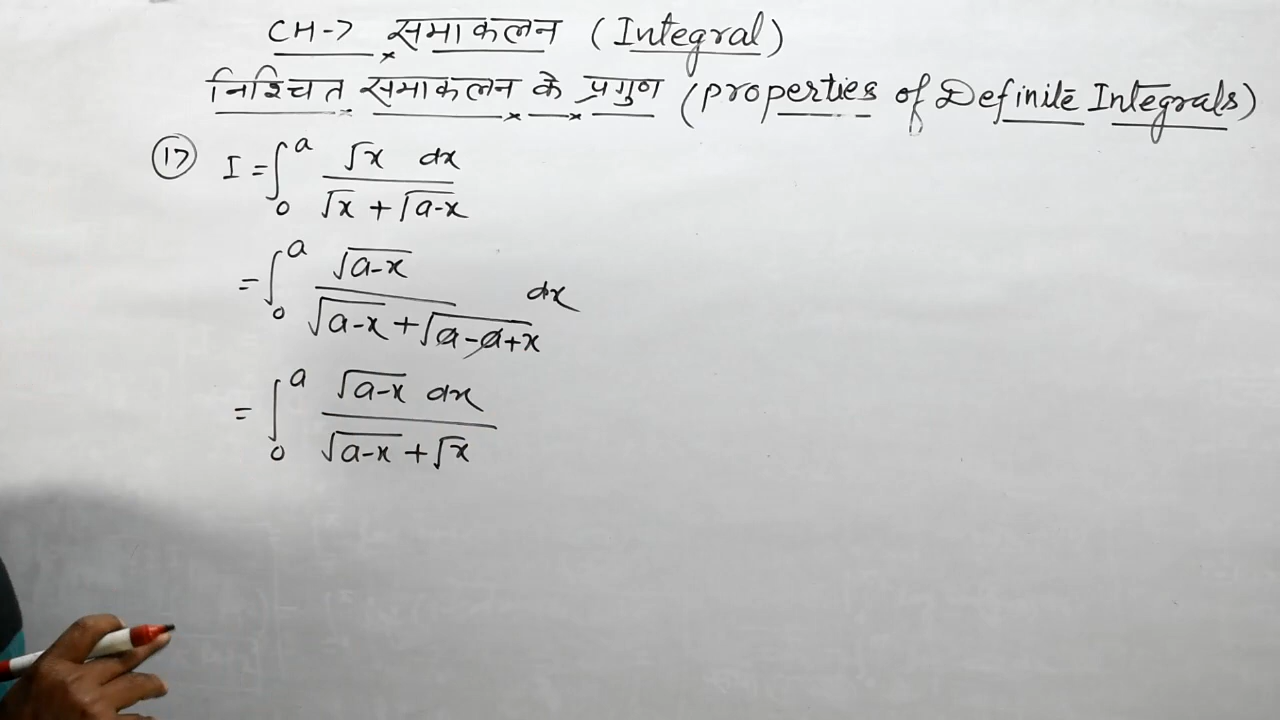 CH-7 समाकलन (Integral)
निश्चित समाकलन के प्रगुण (properties of Definite Integrals)
(17) I = ∫₀ᵃ √x dx / (√x + √(a-x))
= ∫₀ᵃ √(a-x) / (√(a-x) + √(a-a+x)) dx
= ∫₀ᵃ √(a-x) dx / (√(a-x) + √x)